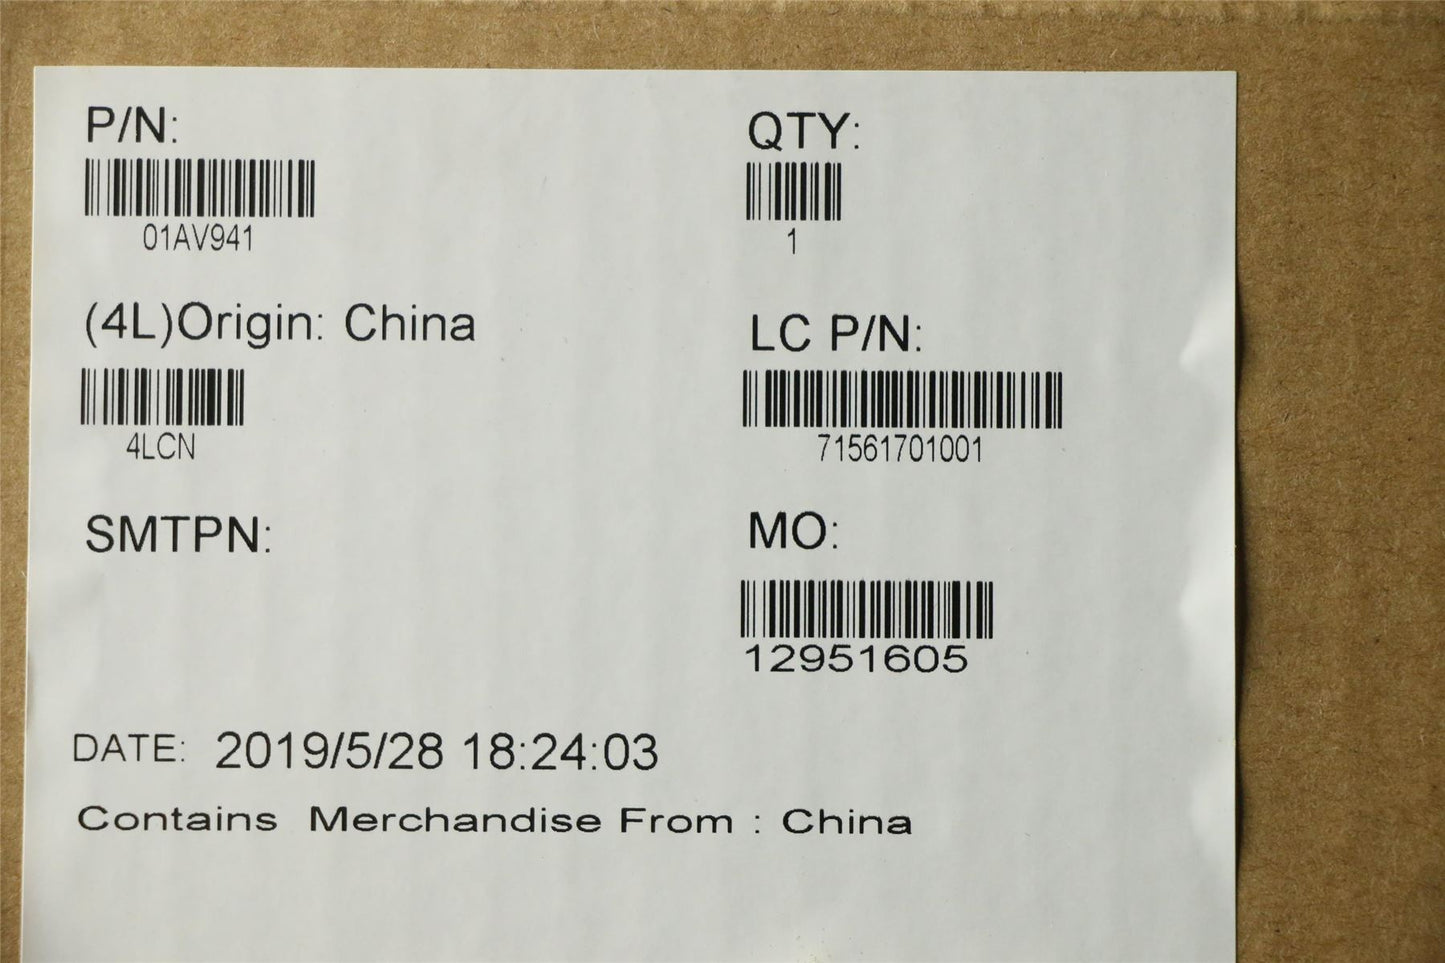 P/N:
01AV941
QTY:
1
(4L)Origin: China
4LCN
LC P/N:
71561701001
SMTPN:
MO:
12951605
DATE: 2019/5/28 18:24:03
Contains Merchandise From : China